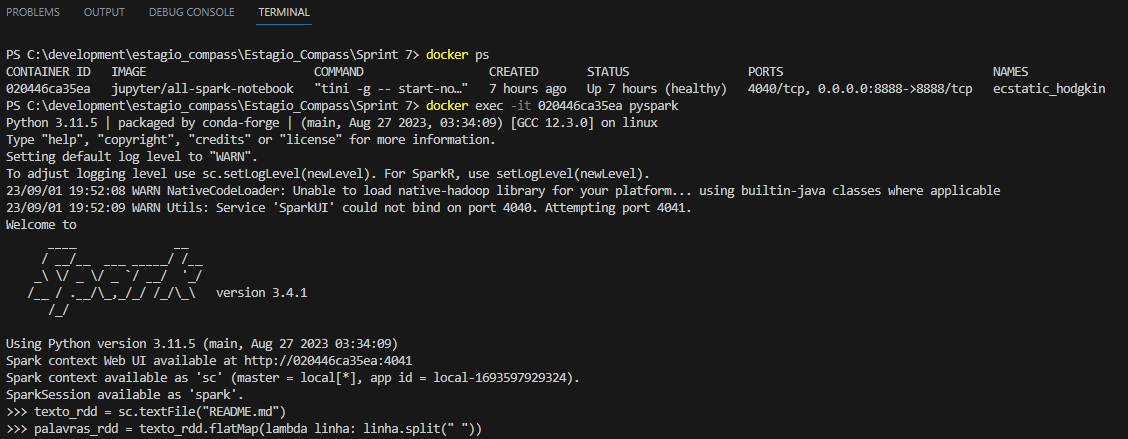 PROBLEMS OUTPUT DEBUG CONSOLE TERMINAL
PS C:\development\estagio_compass\Estagio_Compass\Sprint 7> docker ps
CONTAINER ID   IMAGE                        COMMAND                  CREATED       STATUS                 PORTS                              NAMES
020446ca35ea   jupyter/all-spark-notebook   "tini -g -- start-no…"   7 hours ago   Up 7 hours (healthy)   4040/tcp, 0.0.0.0:8888->8888/tcp   ecstatic_hodgkin
PS C:\development\estagio_compass\Estagio_Compass\Sprint 7> docker exec -it 020446ca35ea pyspark
Python 3.11.5 | packaged by conda-forge | (main, Aug 27 2023, 03:34:09) [GCC 12.3.0] on linux
Type "help", "copyright", "credits" or "license" for more information.
Setting default log level to "WARN".
To adjust logging level use sc.setLogLevel(newLevel). For SparkR, use setLogLevel(newLevel).
23/09/01 19:52:08 WARN NativeCodeLoader: Unable to load native-hadoop library for your platform... using builtin-java classes where applicable
23/09/01 19:52:09 WARN Utils: Service 'SparkUI' could not bind on port 4040. Attempting port 4041.
Welcome to
      ____              __
     / __/__  ___ _____/ /__
    _\ \/ _ \/ _ `/ __/  '_/
   /__ / .__/\_,_/_/ /_/\_\   version 3.4.1
      /_/
Using Python version 3.11.5 (main, Aug 27 2023 03:34:09)
Spark context Web UI available at http://020446ca35ea:4041
Spark context available as 'sc' (master = local[*], app id = local-1693597929324).
SparkSession available as 'spark'.
>>> texto_rdd = sc.textFile("README.md")
>>> palavras_rdd = texto_rdd.flatMap(lambda linha: linha.split(" "))